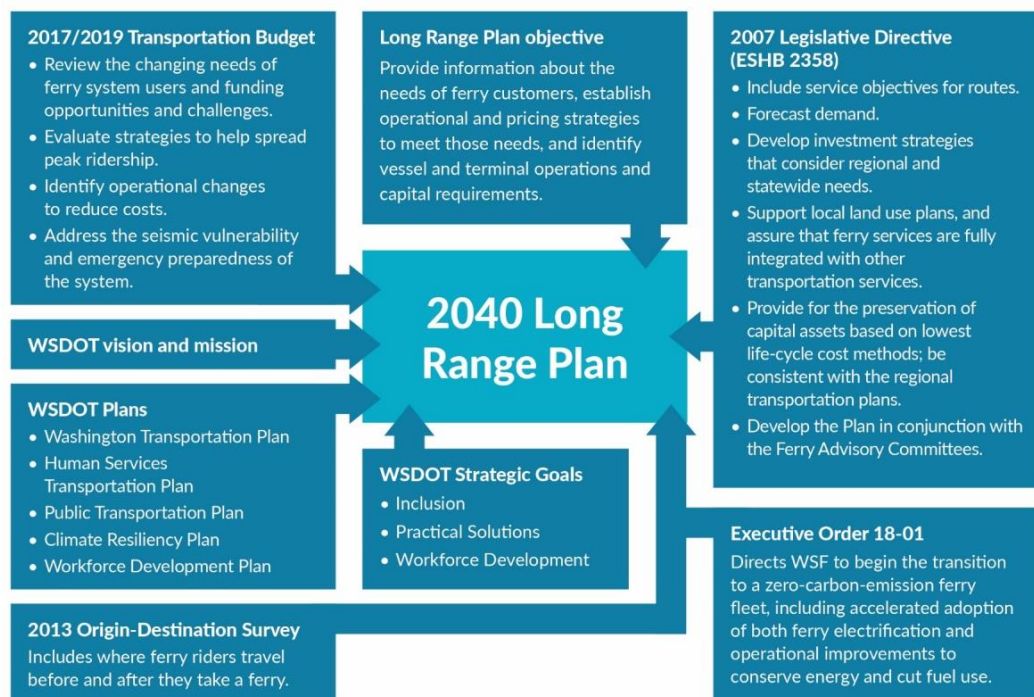 2017/2019 Transportation Budget
• Review the changing needs of
ferry system users and funding
opportunities and challenges.
• Evaluate strategies to help spread
peak ridership.
• Identify operational changes
to reduce costs.
• Address the seismic vulnerability
and emergency preparedness of
the system.
WSDOT vision and mission
WSDOT Plans
• Washington Transportation Plan
• Human Services
Transportation Plan
• Public Transportation Plan
• Climate Resiliency Plan
• Workforce Development Plan
2013 Origin-Destination Survey
Includes where ferry riders travel
before and after they take a ferry.
Long Range Plan objective
Provide information about the
needs of ferry customers, establish
operational and pricing strategies
to meet those needs, and identify
vessel and terminal operations and
capital requirements.
2040 Long
Range Plan
WSDOT Strategic Goals
• Inclusion
• Practical Solutions
• Workforce Development
2007 Legislative Directive
(ESHB 2358)
• Include service objectives for routes.
• Forecast demand.
• Develop investment strategies
that consider regional and
statewide needs.
• Support local land use plans, and
assure that ferry services are fully
integrated with other
transportation services.
• Provide for the preservation of
capital assets based on lowest
life-cycle cost methods; be
consistent with the regional
transportation plans.
• Develop the Plan in conjunction with
the Ferry Advisory Committees.
Executive Order 18-01
Directs WSF to begin the transition
to a zero-carbon-emission ferry
fleet, including accelerated adoption
of both ferry electrification and
operational improvements to
conserve energy and cut fuel use.